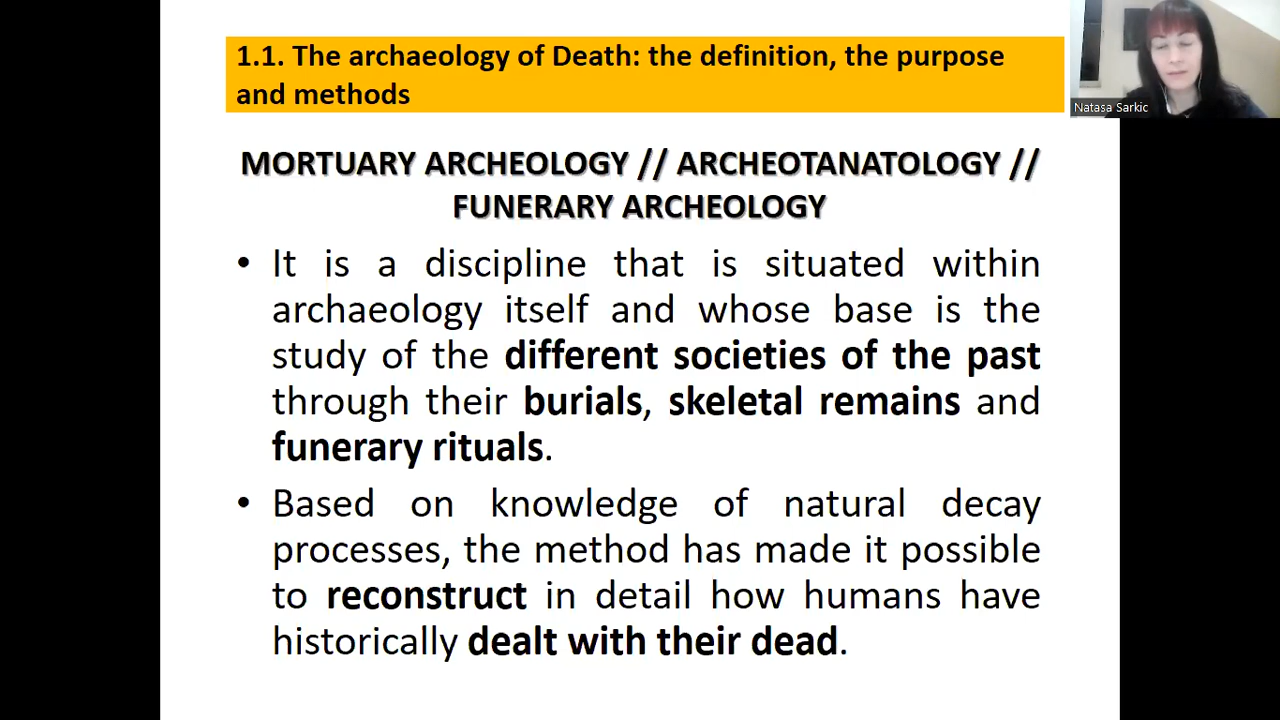 1.1. The archaeology of Death: the definition, the purpose
and methods
Natasa Sarkic
MORTUARY ARCHEOLOGY // ARCHEOTANATOLOGY //
FUNERARY ARCHEOLOGY
• It is a discipline that is situated within
archaeology itself and whose base is the
study of the different societies of the past
through their burials, skeletal remains and
funerary rituals.
• Based on knowledge of natural decay
processes, the method has made it possible
to reconstruct in detail how humans have
historically dealt with their dead.